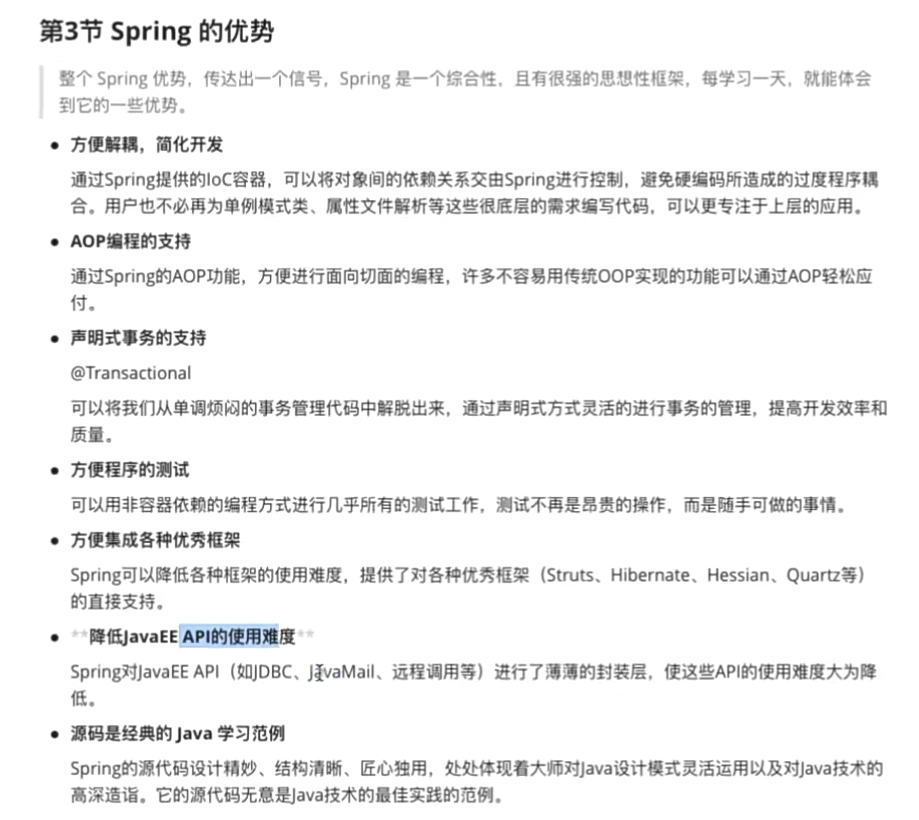 第3节 Spring 的优势
整个 Spring 优势，传达出一个信号，Spring 是一个综合性，且有很强的思想性框架，每学习一天，就能体会
到它的一些优势。
• 方便解耦，简化开发
通过Spring提供的IoC容器，可以将对象间的依赖关系交由Spring进行控制，避免硬编码所造成的过度程序耦
合。用户也不必再为单例模式类、属性文件解析等这些很底层的需求编写代码，可以更专注于上层的应用。
• AOP编程的支持
通过Spring的AOP功能，方便进行面向切面的编程，许多不容易用传统OOP实现的功能可以通过AOP轻松应
付。
• 声明式事务的支持
@Transactional
可以将我们从单调烦闷的事务管理代码中解脱出来，通过声明式方式灵活的进行事务的管理，提高开发效率和
质量。
• 方便程序的测试
可以用非容器依赖的编程方式进行几乎所有的测试工作，测试不再是昂贵的操作，而是随手可做的事情。
• 方便集成各种优秀框架
Spring可以降低各种框架的使用难度，提供了对各种优秀框架（Struts、Hibernate、Hessian、Quartz等）
的直接支持。
• **降低JavaEE API的使用难度**
Spring对JavaEE API（如JDBC、JavaMail、远程调用等）进行了薄薄的封装层，使这些API的使用难度大为降
低。
• 源码是经典的 Java 学习范例
Spring的源代码设计精妙、结构清晰、匠心独用，处处体现着大师对Java设计模式灵活运用以及对Java技术的
高深造诣。它的源代码无意是Java技术的最佳实践的范例。